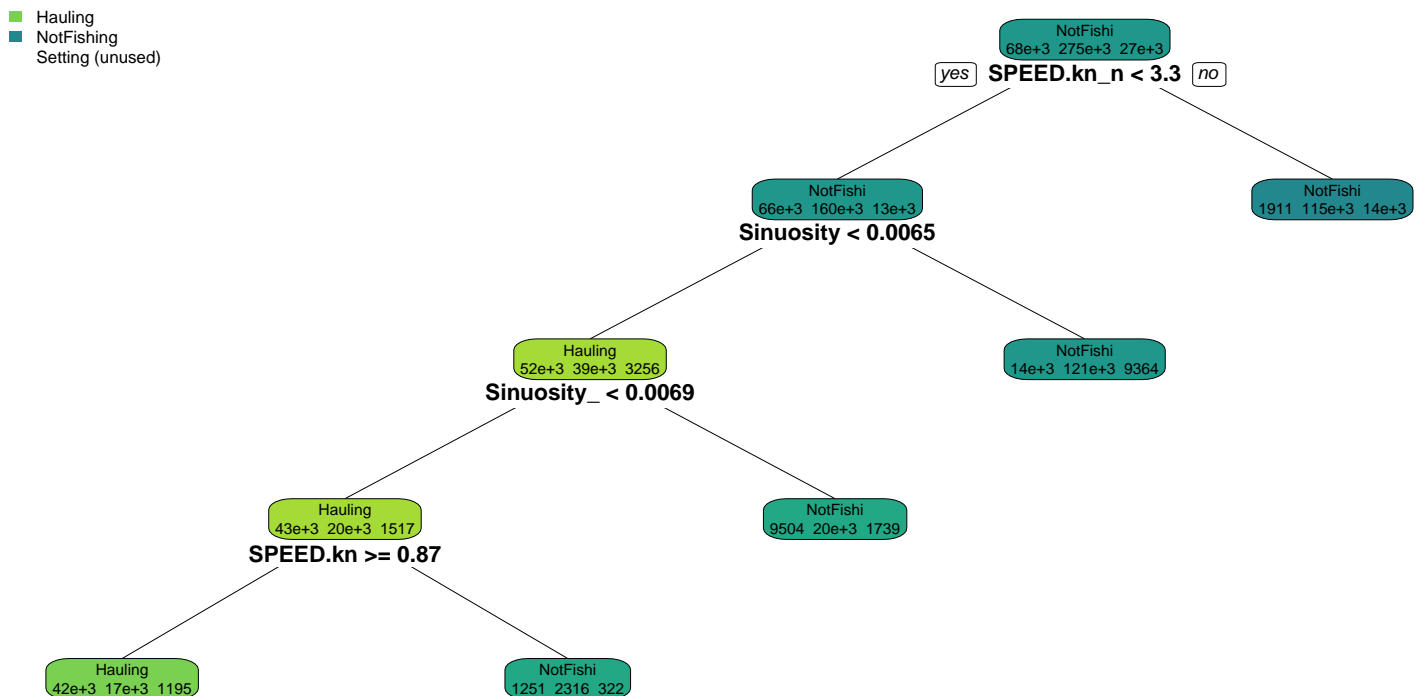 Hauling
NotFishing
Setting (unused)
NotFishi
68e+3 275e+3 27e+3
yes SPEED.kn_n < 3.3 no
NotFishi
66e+3 160e+3 13e+3
Sinuosity < 0.0065
NotFishi
1911 115e+3 14e+3
Hauling
52e+3 39e+3 3256
Sinuosity_ < 0.0069
NotFishi
14e+3 121e+3 9364
Hauling
43e+3 20e+3 1517
SPEED.kn >= 0.87
NotFishi
9504 20e+3 1739
Hauling
42e+3 17e+3 1195
NotFishi
1251 2316 322